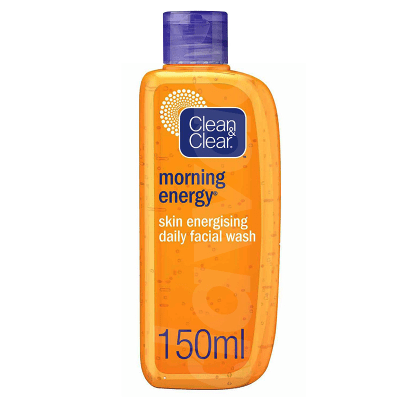 Clean &
Clear®
morning
energy®
skin energising
daily facial wash
150ml